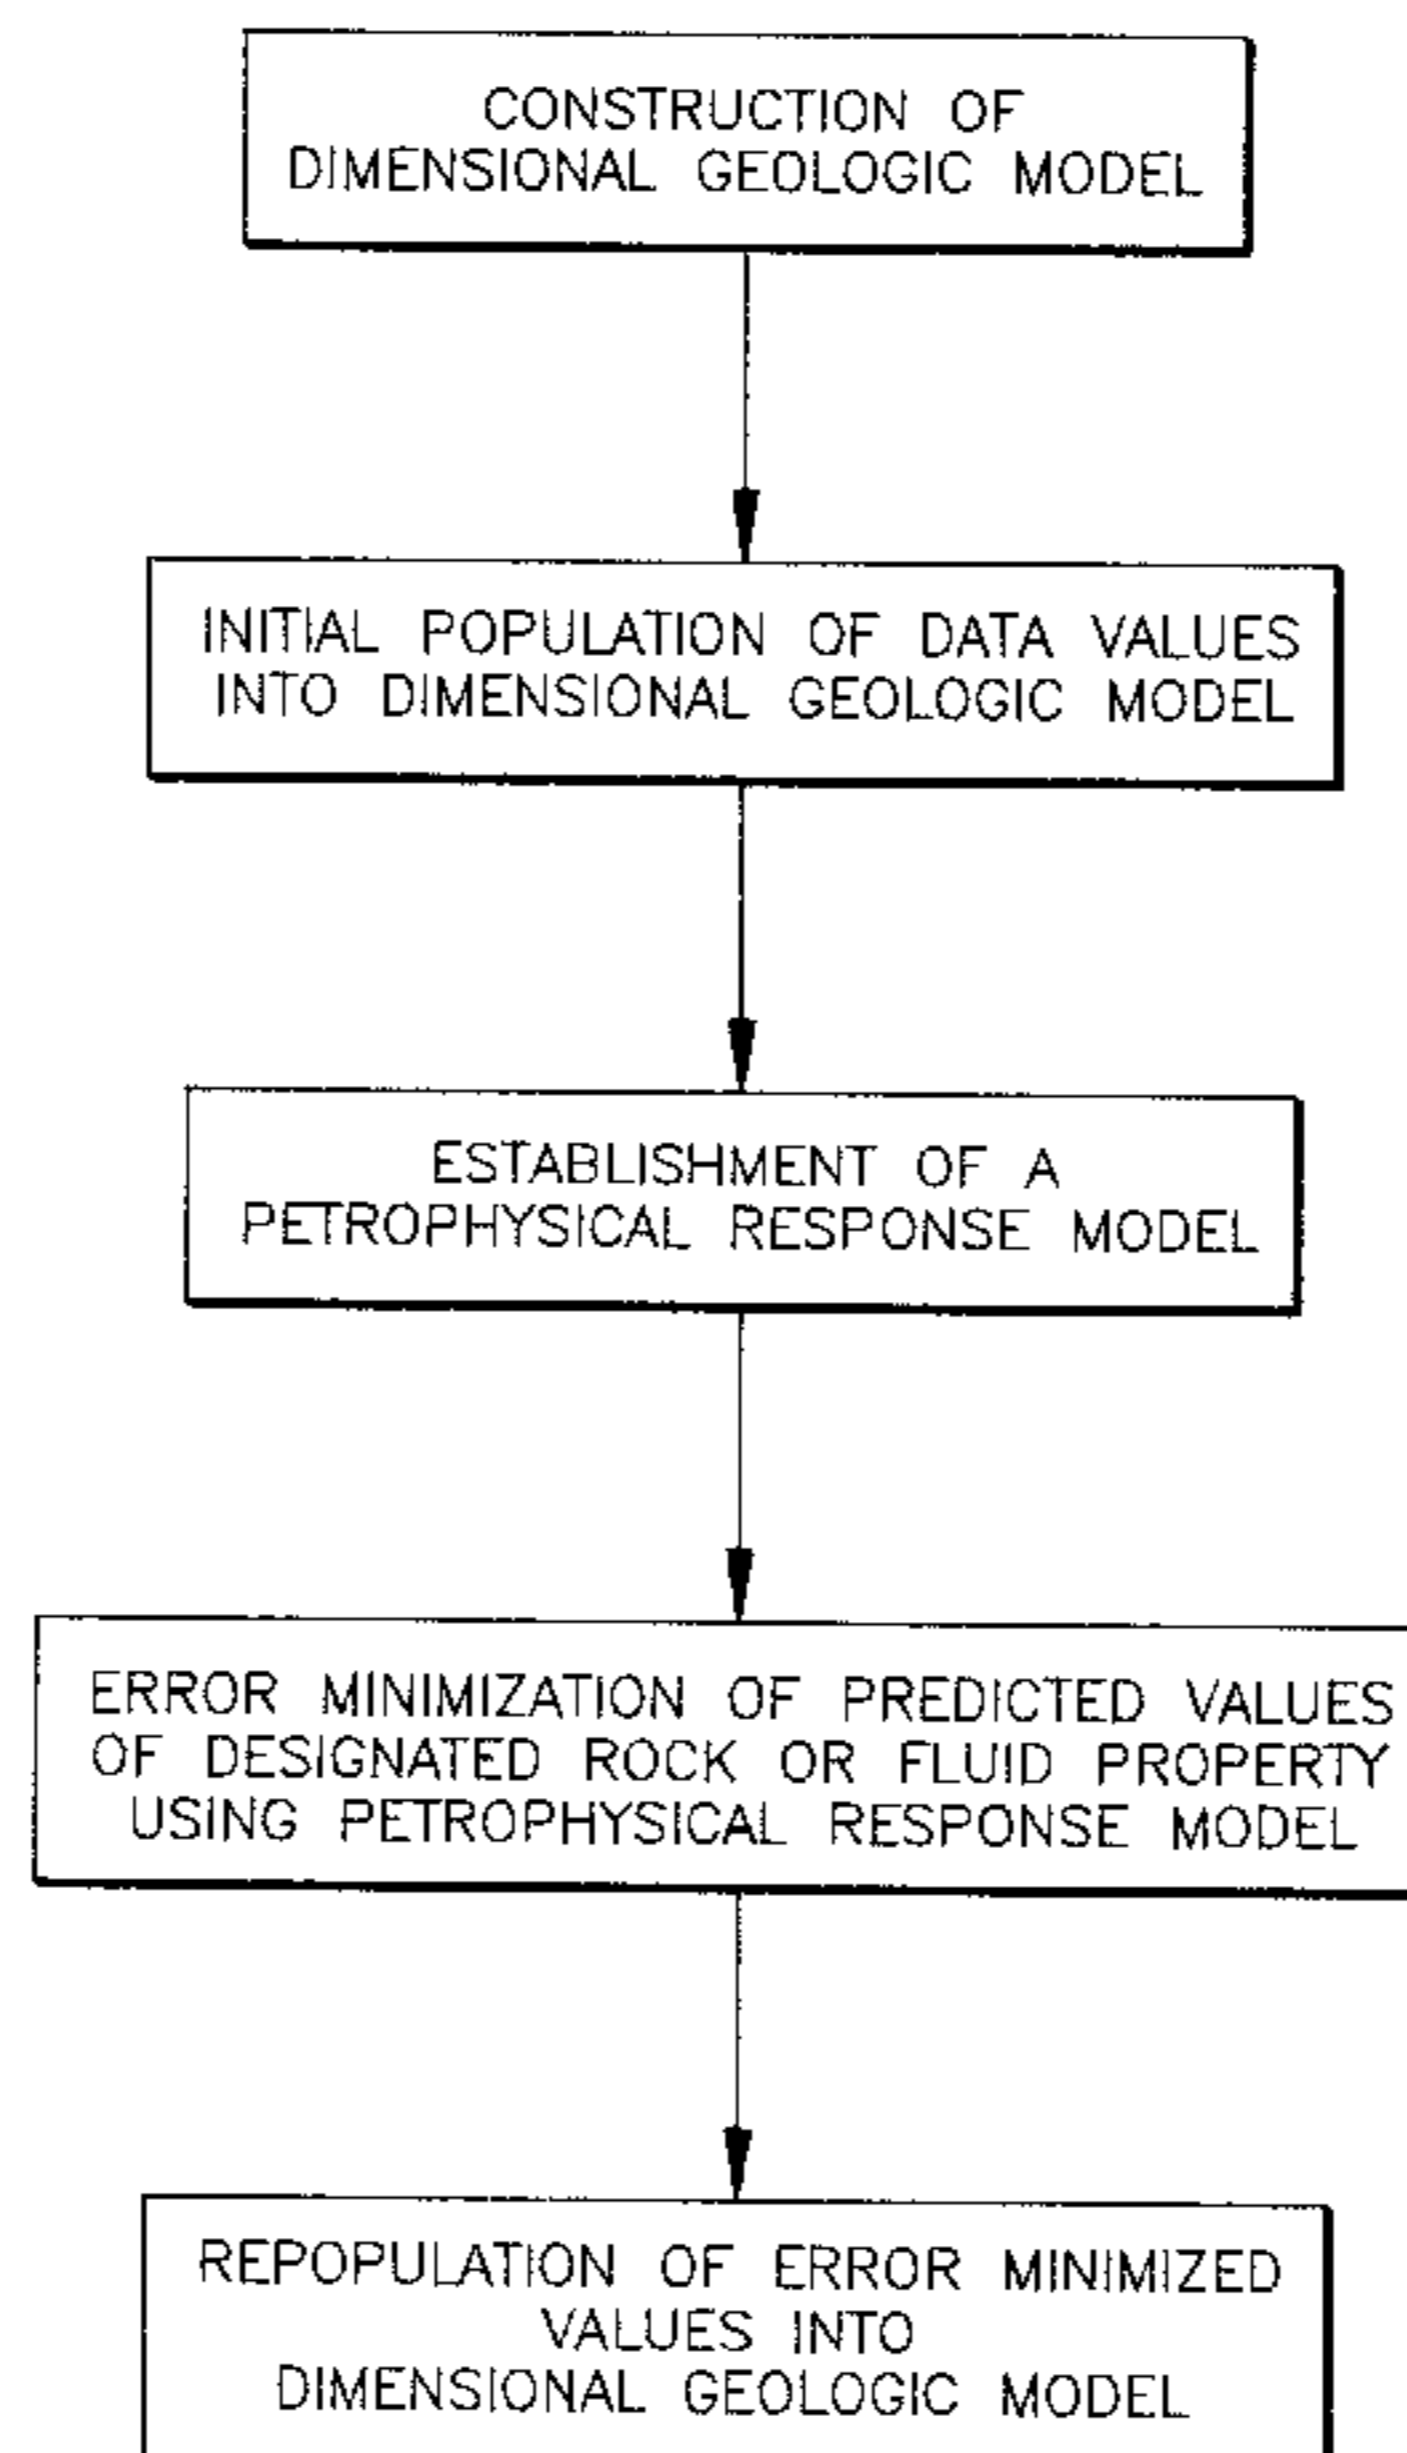 CONSTRUCTION OF
DIMENSIONAL GEOLOGIC MODEL
INITIAL POPULATION OF DATA VALUES
INTO DIMENSIONAL GEOLOGIC MODEL
ESTABLISHMENT OF A
PETROPHYSICAL RESPONSE MODEL
ERROR MINIMIZATION OF PREDICTED VALUES
OF DESIGNATED ROCK OR FLUID PROPERTY
USING PETROPHYSICAL RESPONSE MODEL
REPOPULATION OF ERROR MINIMIZED
VALUES INTO
DIMENSIONAL GEOLOGIC MODEL